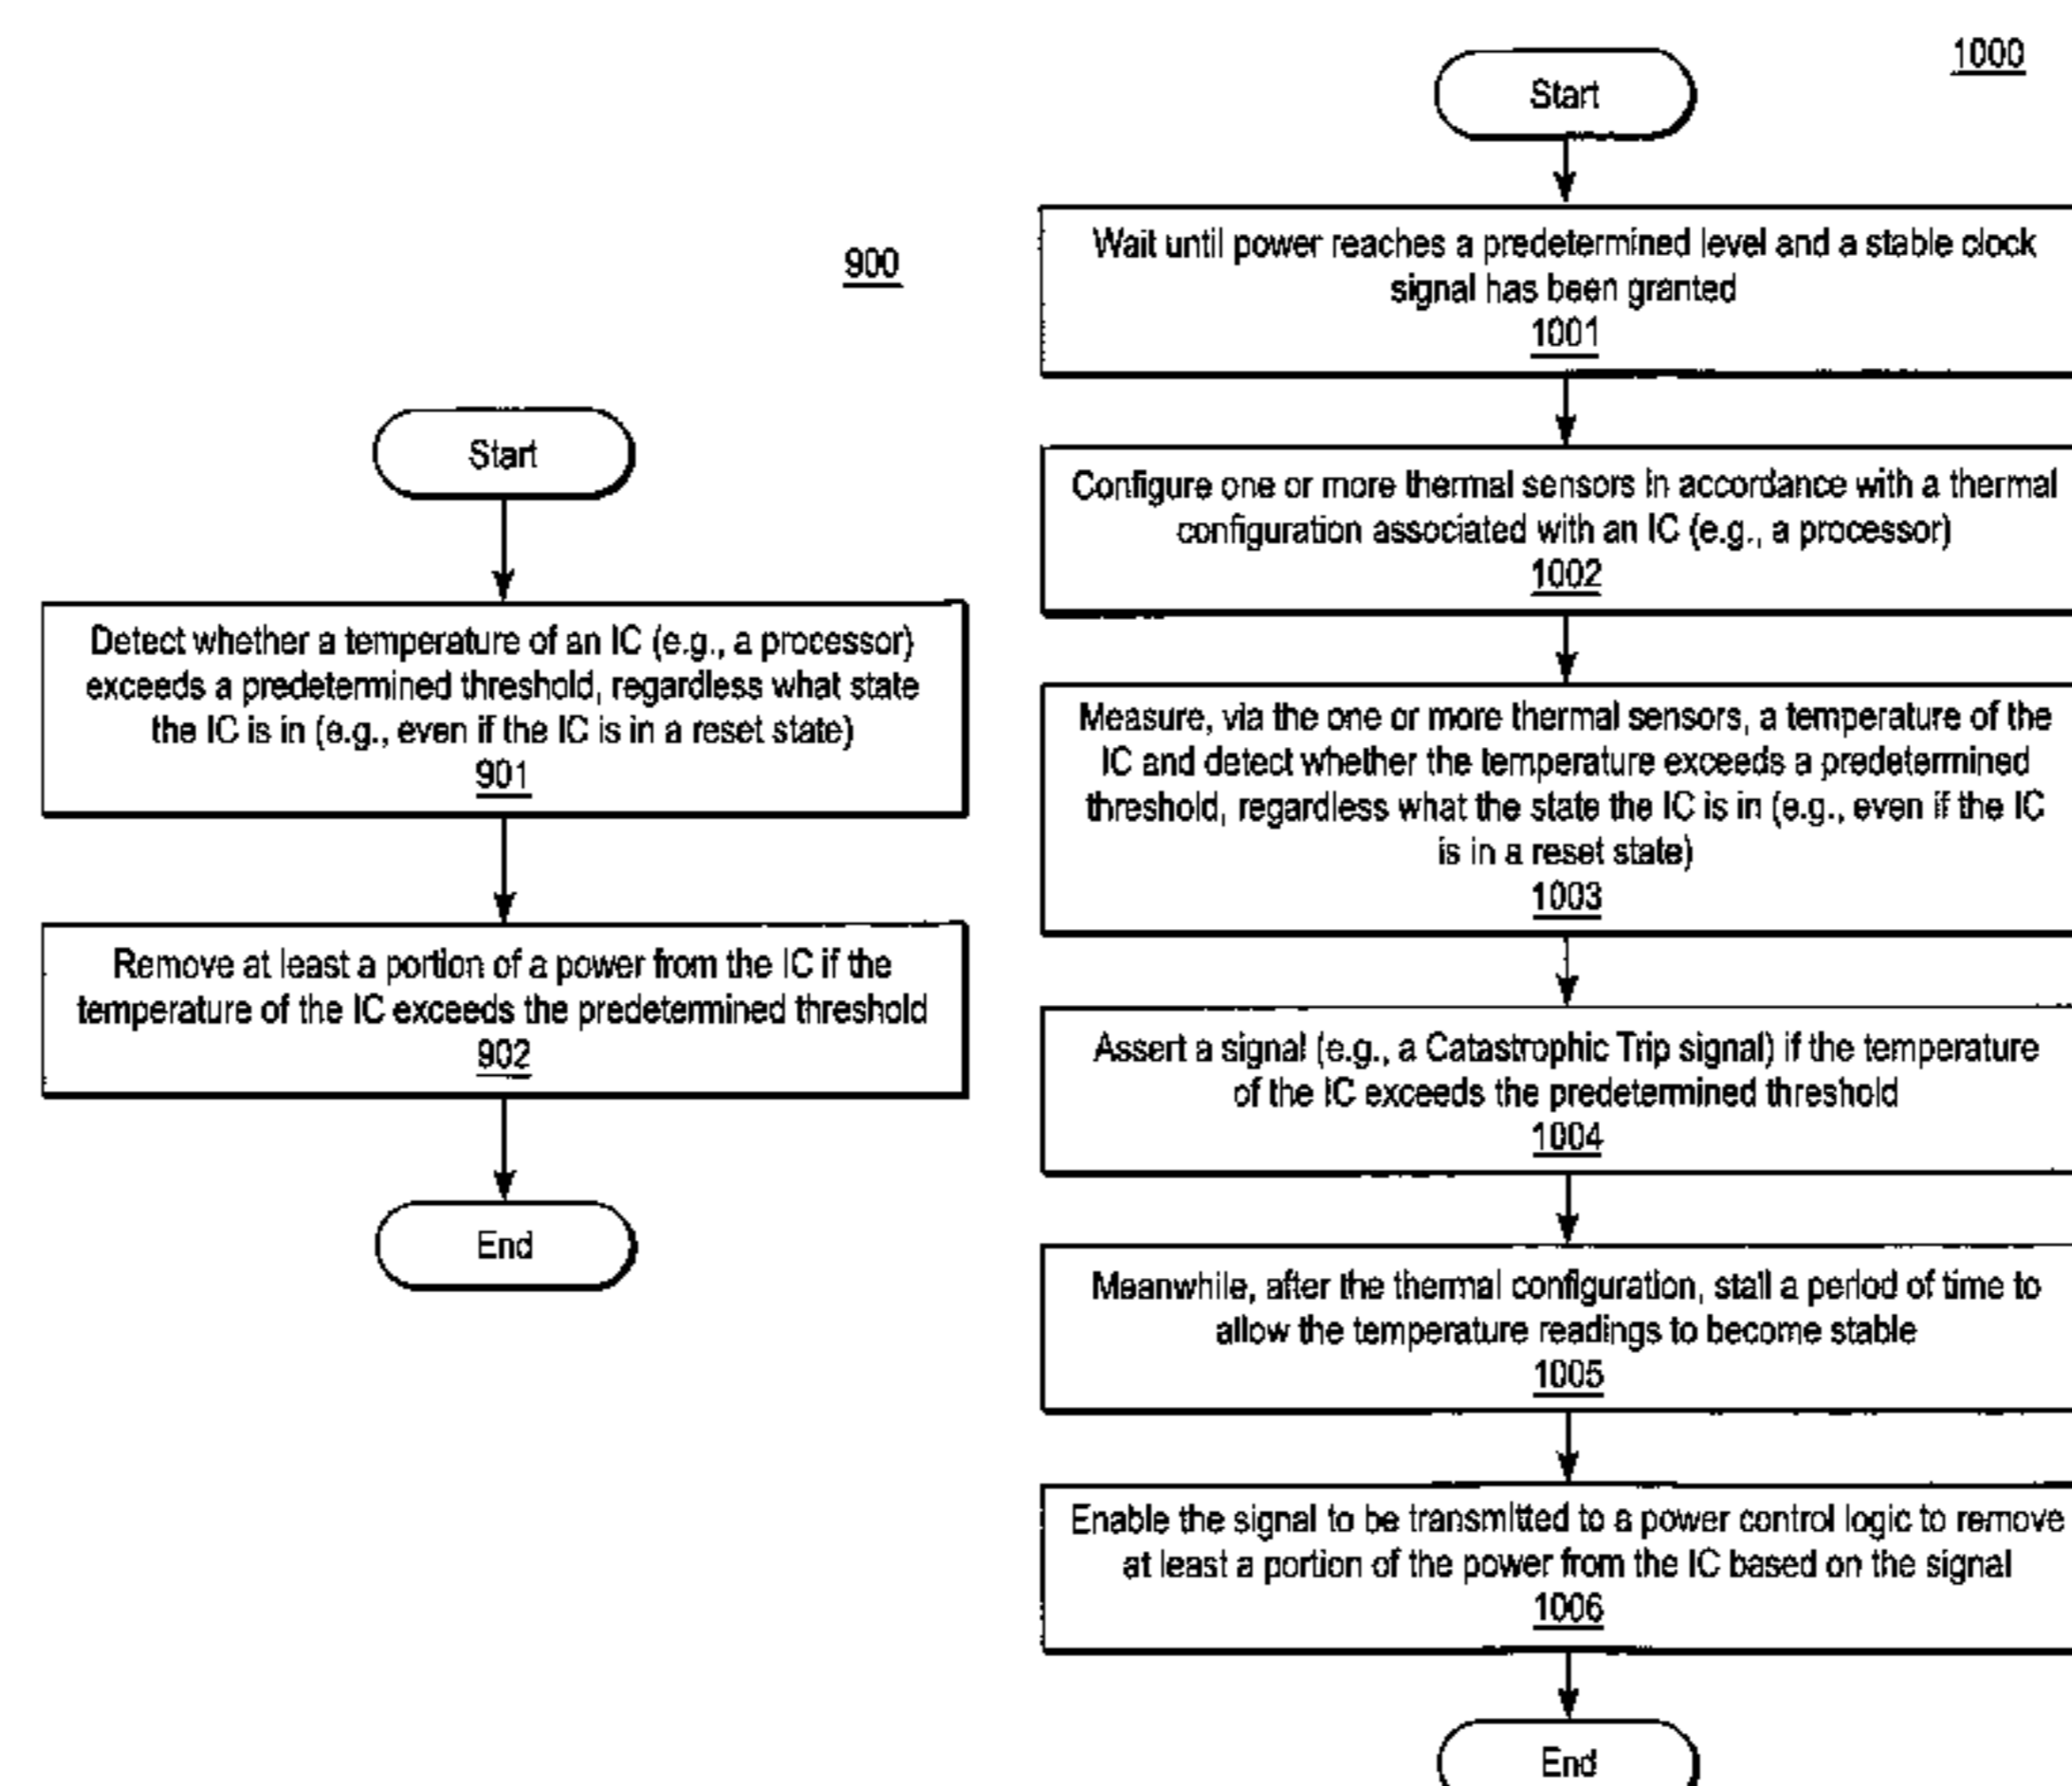 900
Start
Detect whether a temperature of an IC (e.g., a processor)
exceeds a predetermined threshold, regardless what state
the IC is in (e.g., even if the IC is in a reset state)
901
Remove at least a portion of a power from the IC if the
temperature of the IC exceeds the predetermined threshold
902
End
1000
Start
Wait until power reaches a predetermined level and a stable clock
signal has been granted
1001
Configure one or more thermal sensors in accordance with a thermal
configuration associated with an IC (e.g., a processor)
1002
Measure, via the one or more thermal sensors, a temperature of the
IC and detect whether the temperature exceeds a predetermined
threshold, regardless what the state the IC is in (e.g., even if the IC
is in a reset state)
1003
Assert a signal (e.g., a Catastrophic Trip signal) if the temperature
of the IC exceeds the predetermined threshold
1004
Meanwhile, after the thermal configuration, stall a period of time to
allow the temperature readings to become stable
1005
Enable the signal to be transmitted to a power control logic to remove
at least a portion of the power from the IC based on the signal
1006
End